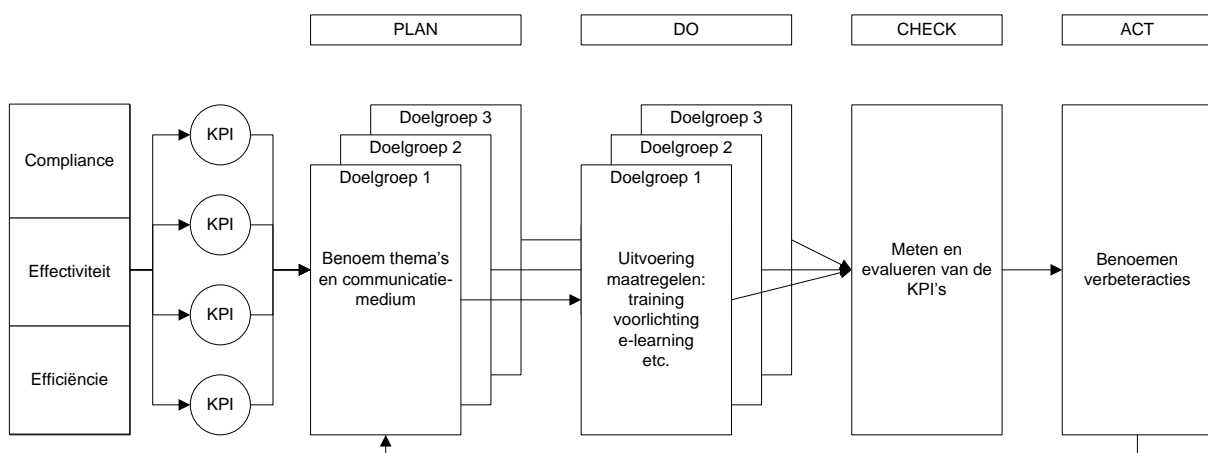 PLAN
DO
CHECK
ACT
Compliance
Effectiviteit
Efficiëncie
KPI
KPI
KPI
KPI
Doelgroep 3
Doelgroep 2
Doelgroep 1
Benoem thema's
en communicatie-
medium
Doelgroep 3
Doelgroep 2
Doelgroep 1
Uitvoering
maatregelen:
training
voorlichting
e-learning
etc.
Meten en
evalueren van de
KPI's
Benoemen
verbeteracties